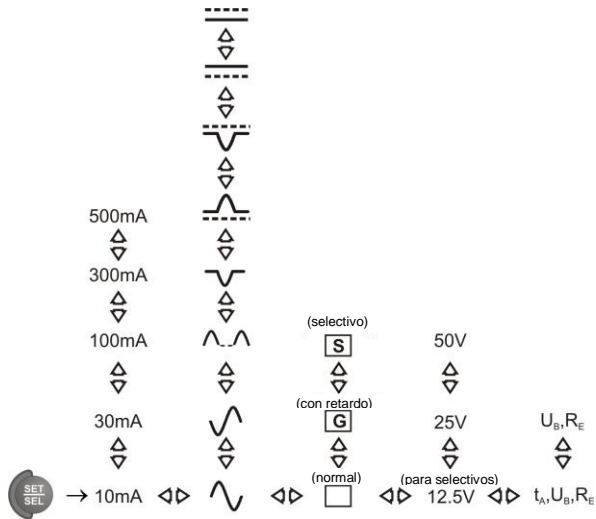 500mA
300mA
(selectivo)
100mA S 50V
(con retardo)
30mA G 25V U_B,R_E
(normal) (para selectivos)
SET
SEL → 10mA 12.5V t_A,U_B,R_E